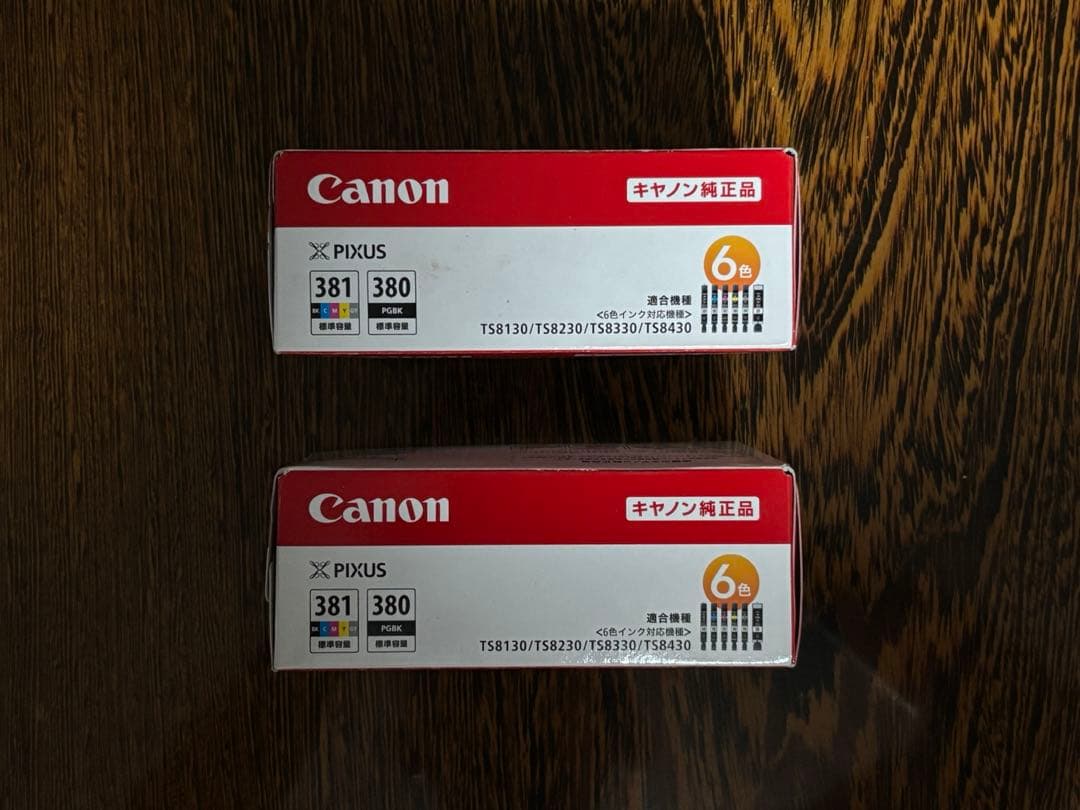 Canon
キヤノン純正品
PIXUS
6色
381 380
BK C M Y GY PGBK
標準容量 標準容量
適合機種
<6色インク対応機種>
TS8130/TS8230/TS8330/TS8430
Canon
キヤノン純正品
PIXUS
6色
381 380
BK C M Y GY PGBK
標準容量 標準容量
適合機種
<6色インク対応機種>
TS8130/TS8230/TS8330/TS8430